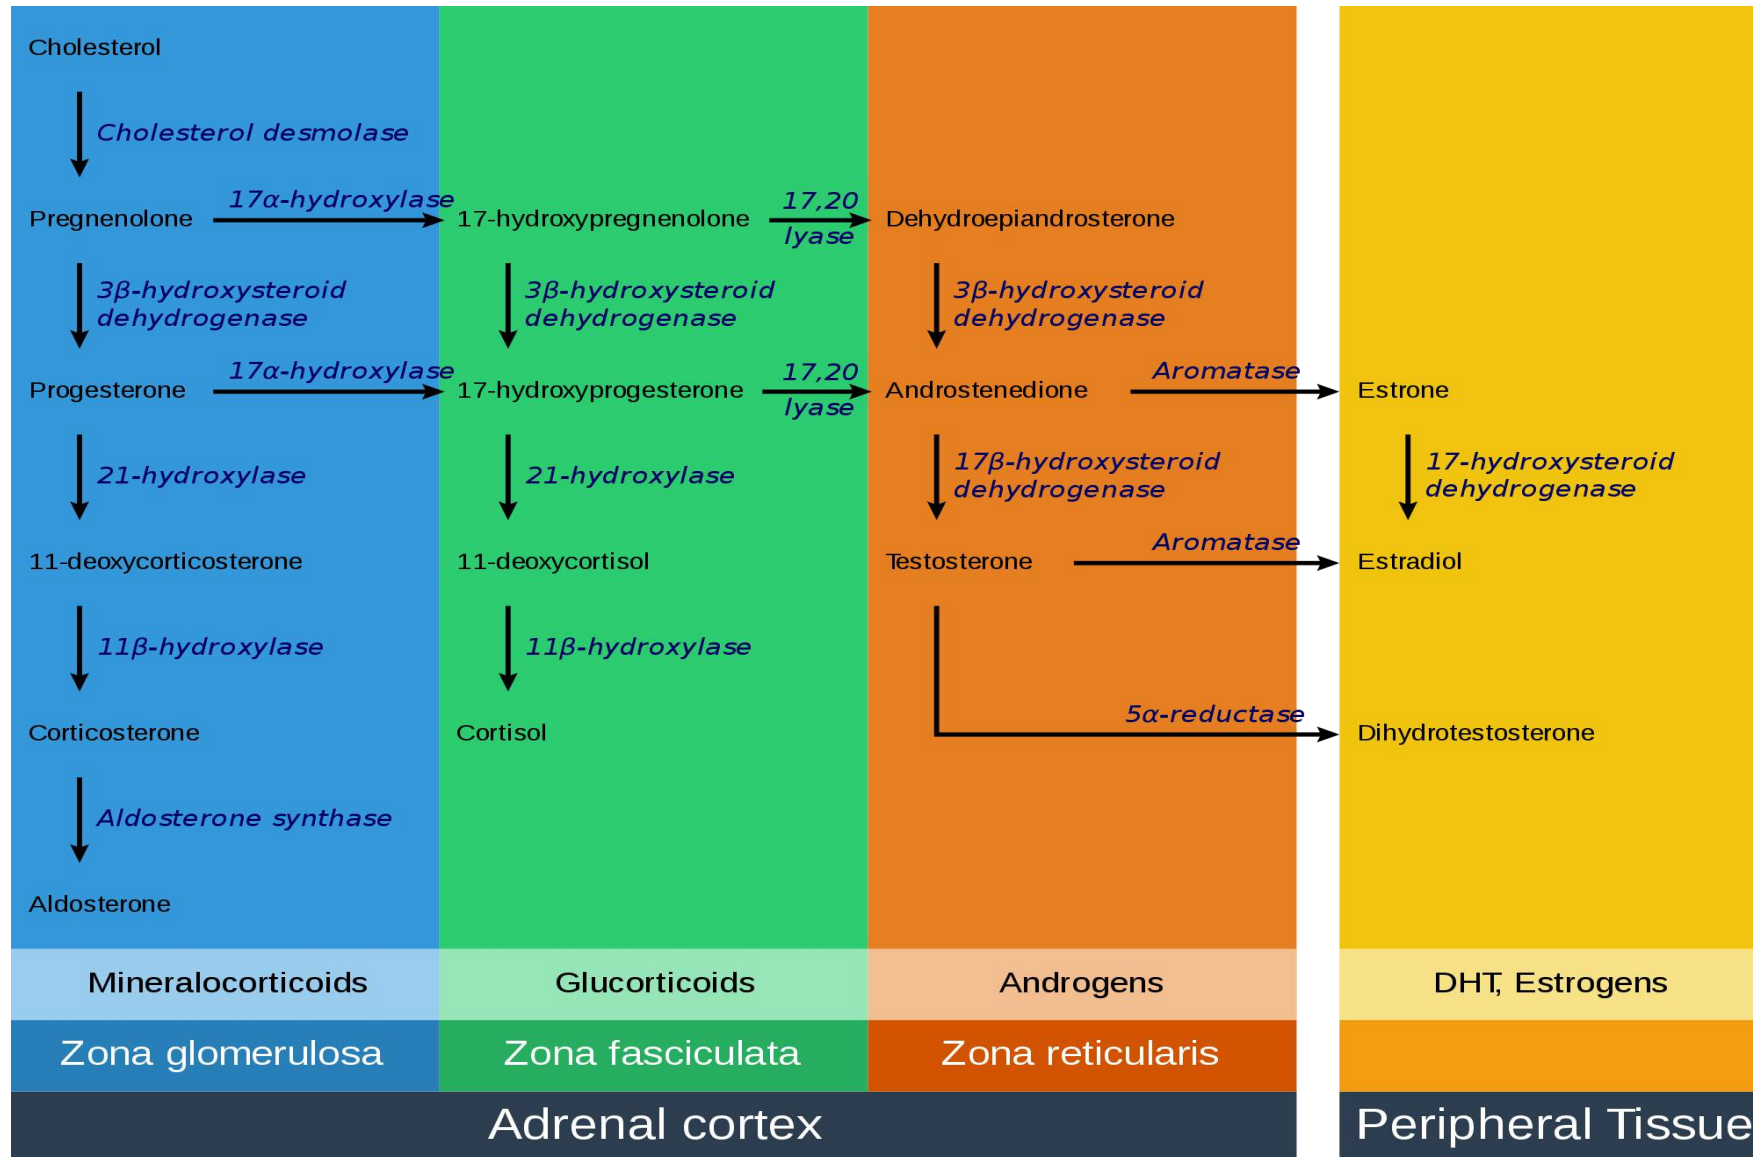 Cholesterol
Cholesterol desmolase
17α-hydroxylase
17,20
Pregnenolone
17-hydroxypregnenolone
Dehydroepiandrosterone
lyase
3β-hydroxysteroid
dehydrogenase
3β-hydroxysteroid
dehydrogenase
3β-hydroxysteroid
dehydrogenase
17α-hydroxylase
17,20
Aromatase
Progesterone
17-hydroxyprogesterone
Androstenedione
Estrone
lyase
21-hydroxylase
21-hydroxylase
17β-hydroxysteroid
dehydrogenase
17-hydroxysteroid
dehydrogenase
Aromatase
11-deoxycorticosterone
11-deoxycortisol
Testosterone
Estradiol
11β-hydroxylase
11β-hydroxylase
5α-reductase
Corticosterone
Cortisol
Dihydrotestosterone
Aldosterone synthase
Aldosterone
Mineralocorticoids
Glucorticoids
Androgens
DHT, Estrogens
Zona glomerulosa
Zona fasciculata
Zona reticularis
Adrenal cortex
Peripheral Tissue